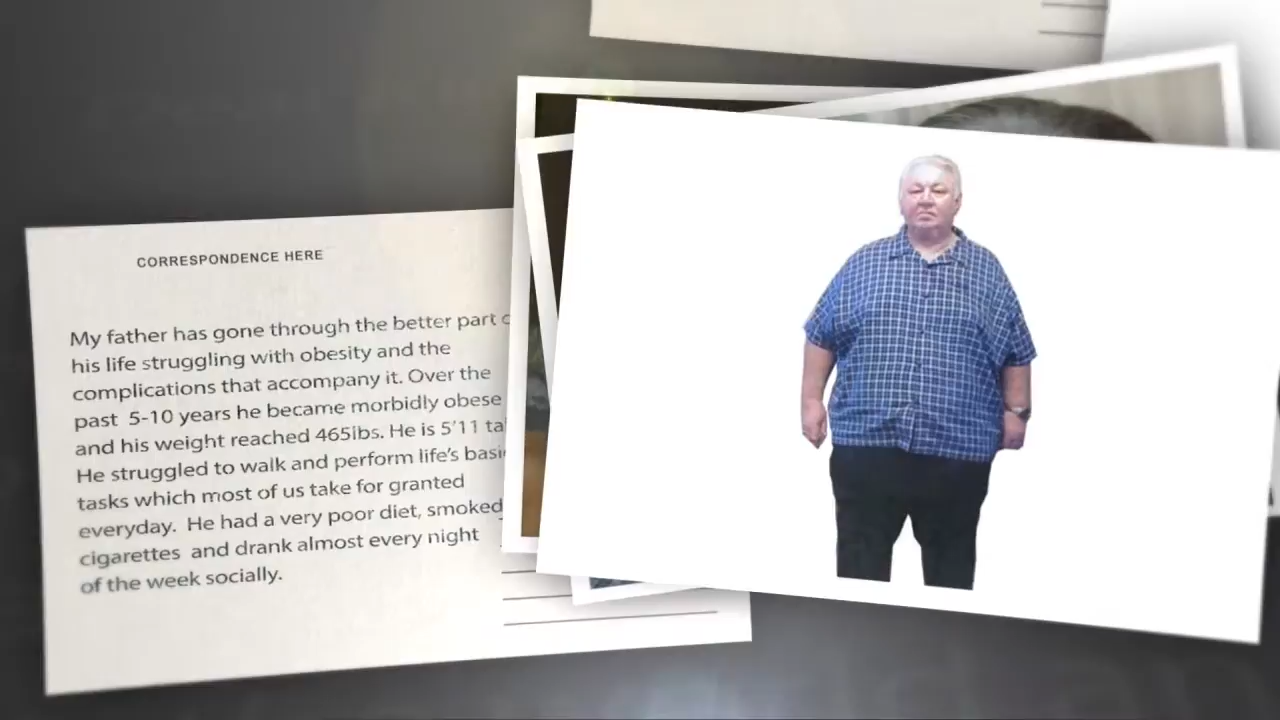 CORRESPONDENCE HERE
My father has gone through the better part
his life struggling with obesity and the
complications that accompany it. Over the
past 5-10 years he became morbidly obese
and his weight reached 465lbs. He is 5'11
He struggled to walk and perform life's
tasks which most of us take for granted
everyday. He had a very poor diet, smoked
cigarettes and drank almost every night
of the week socially.